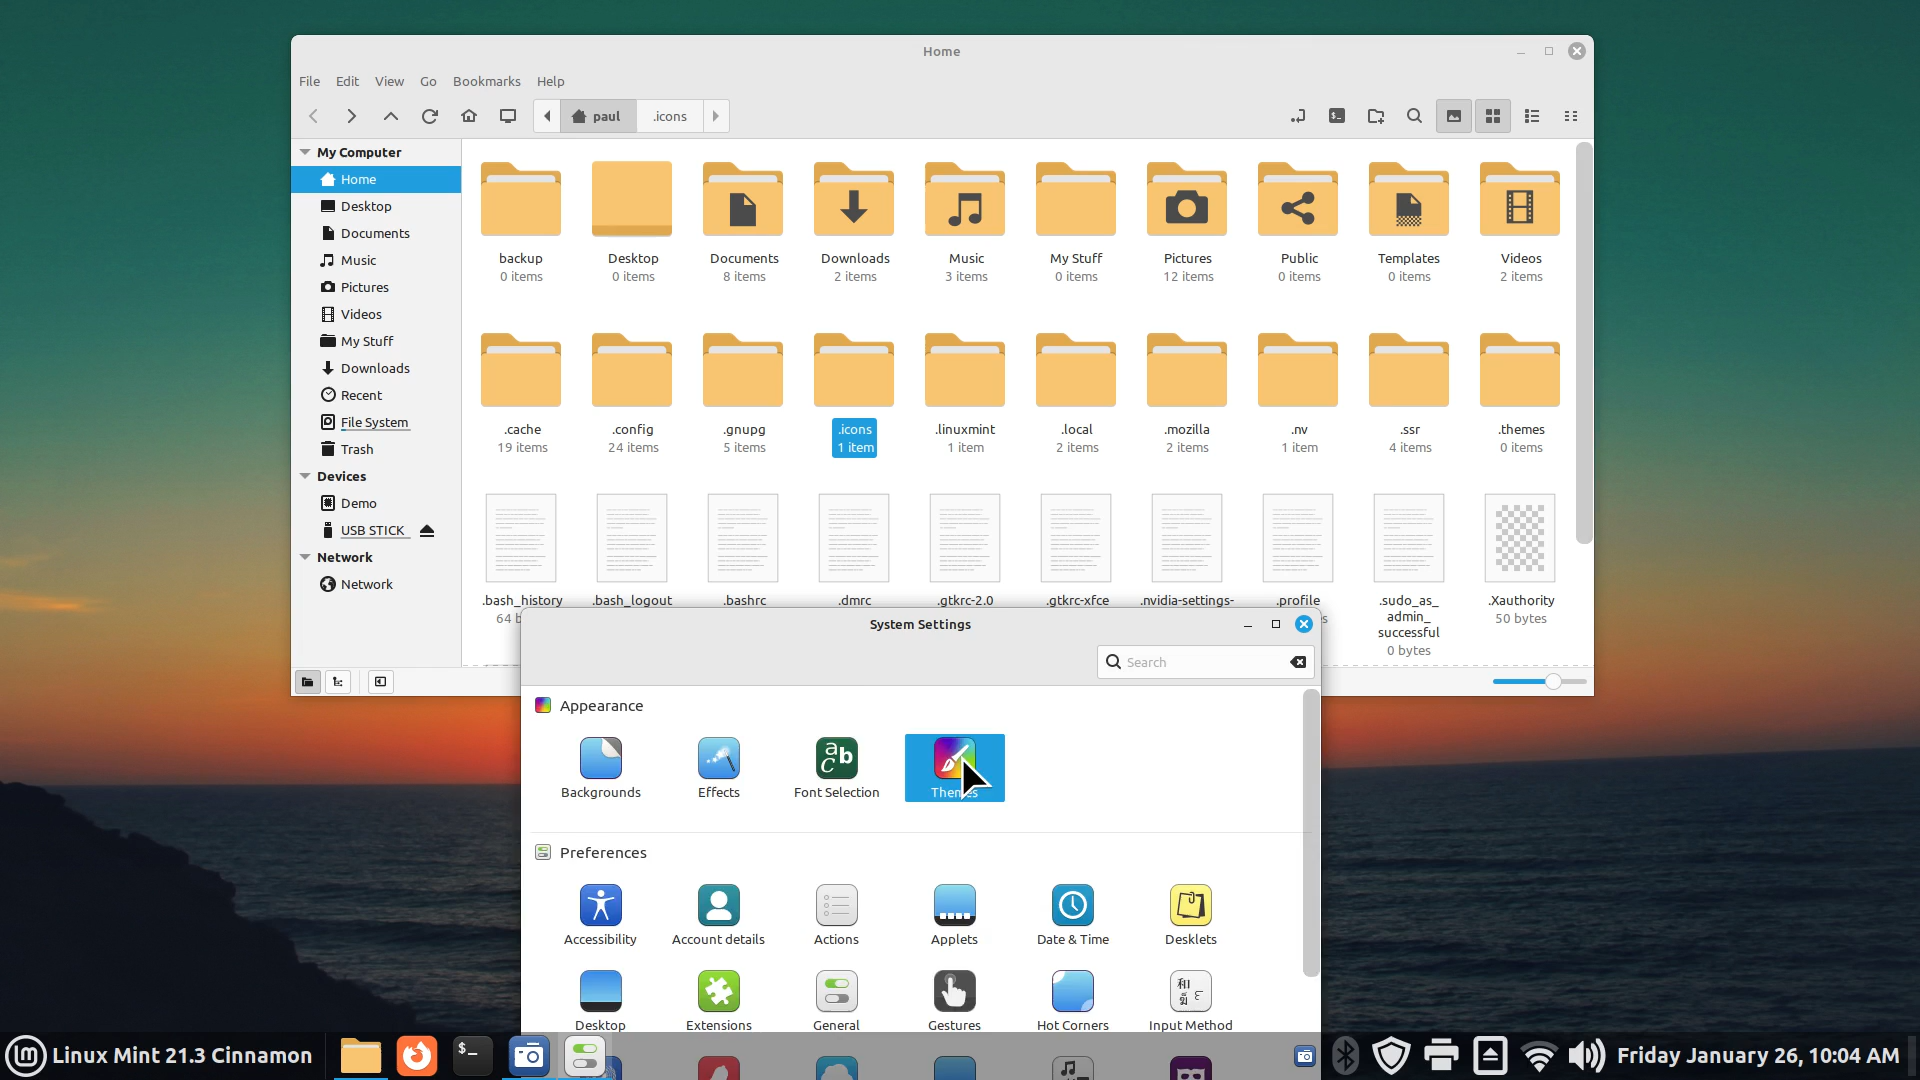 Home
File Edit View Go Bookmarks Help
paul .icons
My Computer
Home
Desktop
Documents
Music
Pictures
Videos
My Stuff
Downloads
Recent
File System
Trash
Devices
Demo
USB STICK
Network
Network
backup Desktop Documents Downloads Music My Stuff Pictures Public Templates Videos
0 items 0 items 8 items 2 items 3 items 0 items 12 items 0 items 0 items 2 items
.cache .config .gnupg .icons .linuxmint .local .mozilla .nv .ssr .themes
19 items 24 items 5 items 1 item 1 item 2 items 2 items 1 item 4 items 0 items
.bash_history .bash_logout .bashrc .dmrc .gtkrc-2.0 .gtkrc-xfce .nvidia-settings- .profile .sudo_as_ .Xauthority
64 admin_ 50 bytes
successful
0 bytes
System Settings
Search
Appearance
Backgrounds Effects Font Selection Themes
abc
Preferences
Accessibility Account details Actions Applets Date & Time Desklets
Desktop Extensions General Gestures Hot Corners Input Method
Linux Mint 21.3 Cinnamon
Friday January 26, 10:04 AM